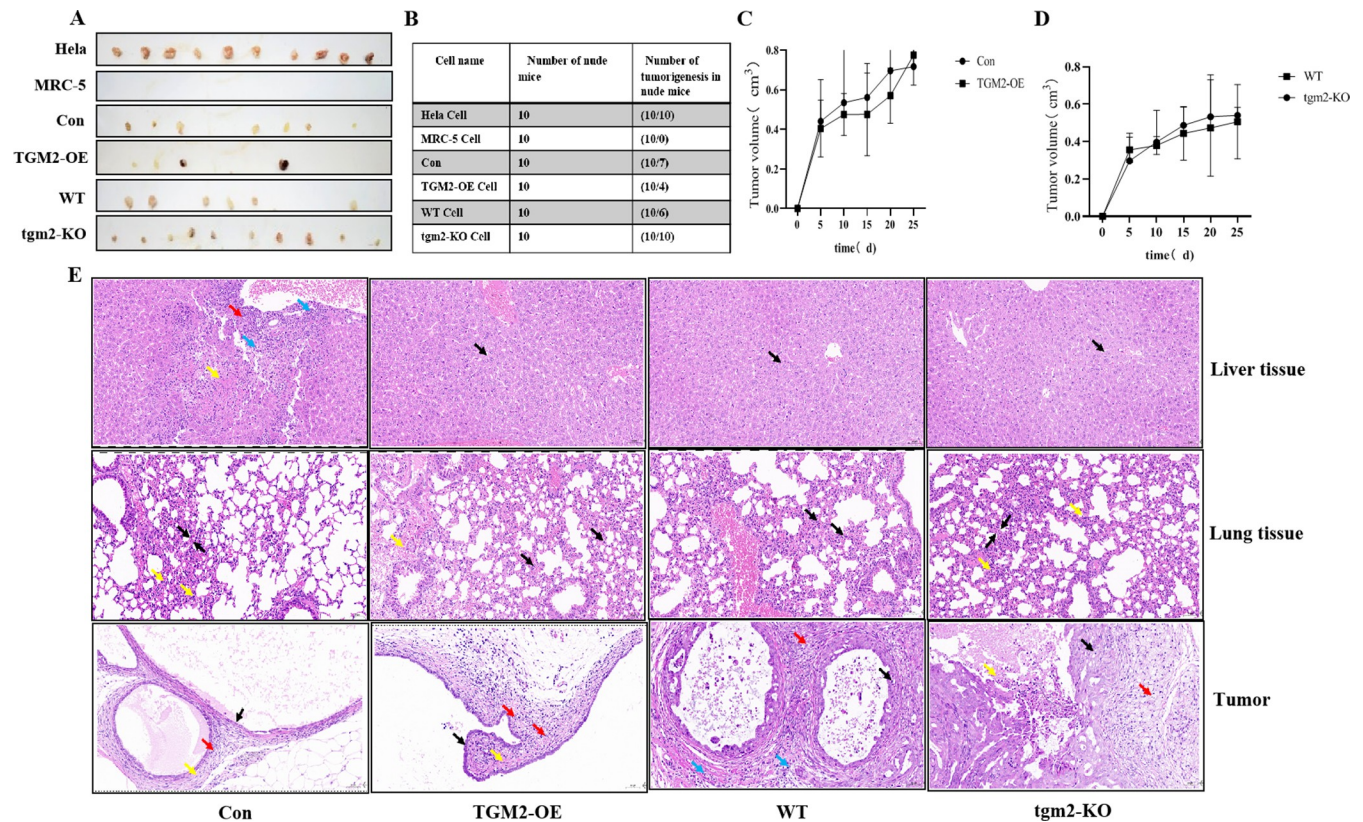 A
Hela
MRC-5
Con
TGM2-OE
WT
tgm2-KO
B
Cell name Number of nude mice Number of tumorigenesis in nude mice
Hela Cell 10 (10/10)
MRC-5 Cell 10 (10/0)
Con 10 (10/7)
TGM2-OE Cell 10 (10/4)
WT Cell 10 (10/6)
tgm2-KO Cell 10 (10/10)
C
Tumor volume( cm³)
0.8
0.6
0.4
0.2
0.0
0 5 10 15 20 25
time( d)
Con
TGM2-OE
D
Tumor volume( cm³)
0.8
0.6
0.4
0.2
0.0
0 5 10 15 20 25
time( d)
WT
tgm2-KO
E
Liver tissue
Lung tissue
Tumor
Con TGM2-OE WT tgm2-KO